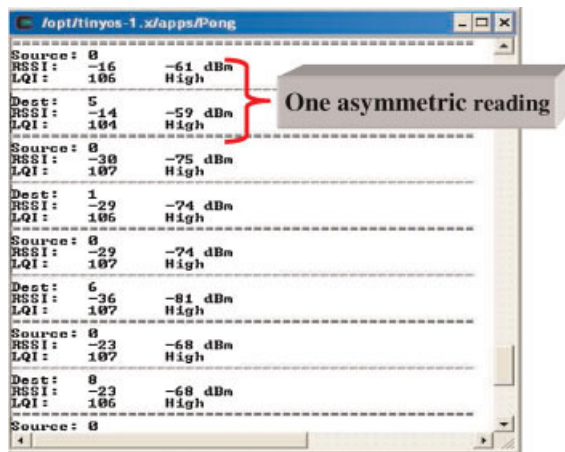 /opt/tinyos-1.x/apps/Pong
Source: 0
RSSI: -16 -61 dBm
LQI: 106 High
One asymmetric reading
Dest: 5
RSSI: -14 -59 dBm
LQI: 104 High
Source: 0
RSSI: -30 -75 dBm
LQI: 107 High
Dest: 1
RSSI: -29 -74 dBm
LQI: 106 High
Source: 0
RSSI: -29 -74 dBm
LQI: 107 High
Dest: 6
RSSI: -36 -81 dBm
LQI: 107 High
Source: 0
RSSI: -23 -68 dBm
LQI: 107 High
Dest: 8
RSSI: -23 -68 dBm
LQI: 106 High
Source: 0